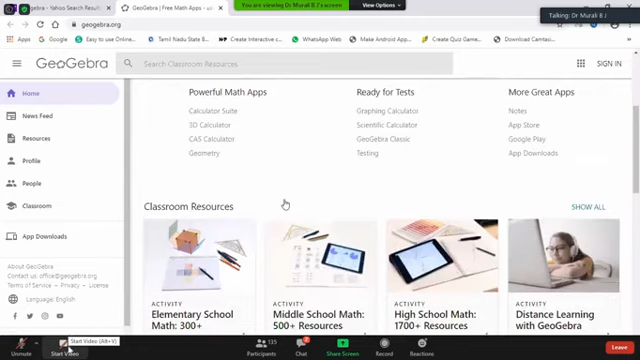 You are viewing Dr Murali B J's screen
View Options
Talking: Dr Murali B J
geogebra - Yahoo Search Result
GeoGebra | Free Math Apps - us
geogebra.org
Apps
Tamil Nadu State B...
Create Interactive c...
WhatsApp Web
Make Android App...
Create Quiz Game...
Download Camtasi...
GeoGebra
Search Classroom Resources
SIGN IN
Home
News Feed
Resources
Profile
People
Classroom
App Downloads
About GeoGebra
Contact us: office@geogebra.org
Terms of Service - Privacy - License
Language: English
Powerful Math Apps
Calculator Suite
3D Calculator
CAS Calculator
Geometry
Ready for Tests
Graphing Calculator
Scientific Calculator
GeoGebra Classic
Testing
More Great Apps
Notes
App Store
Google Play
App Downloads
Classroom Resources
SHOW ALL
ACTIVITY
Elementary School
Math: 300+
ACTIVITY
Middle School Math:
500+ Resources
ACTIVITY
High School Math:
1700+ Resources
ACTIVITY
Distance Learning
with GeoGebra
Start Video (Alt+V)
Unmute
Start Video
135
Participants
2
Chat
Share Screen
Record
Reactions
Leave